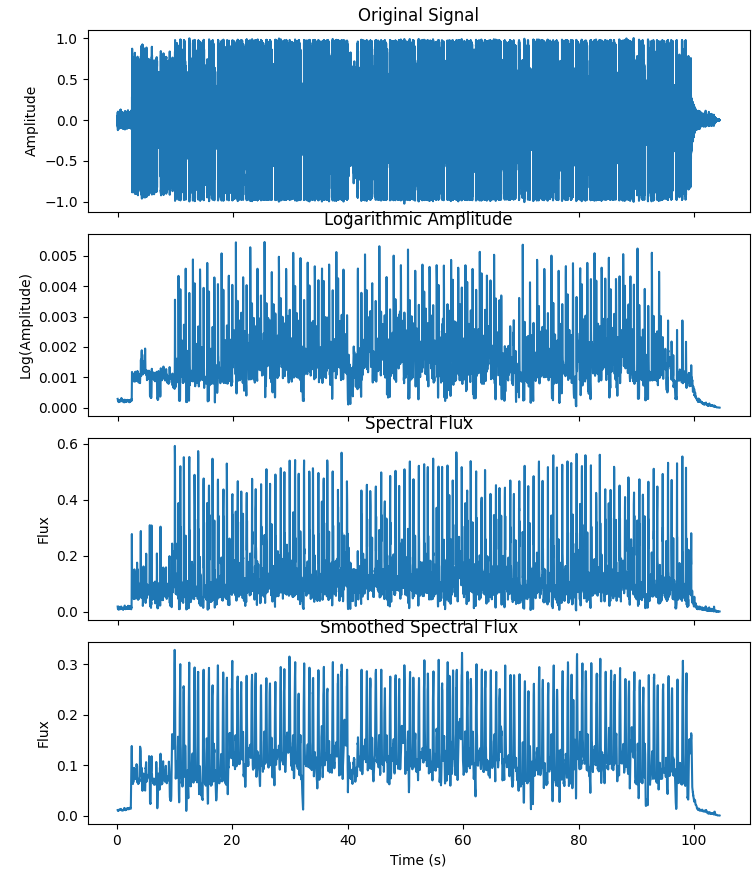 Original Signal
1.0
0.5
0.0
−0.5
−1.0
Amplitude
Logarithmic Amplitude
0.005
0.004
0.003
0.002
0.001
0.000
Log(Amplitude)
Spectral Flux
0.6
0.4
0.2
0.0
Flux
Smoothed Spectral Flux
0.3
0.2
0.1
0.0
Flux
0 20 40 60 80 100
Time (s)